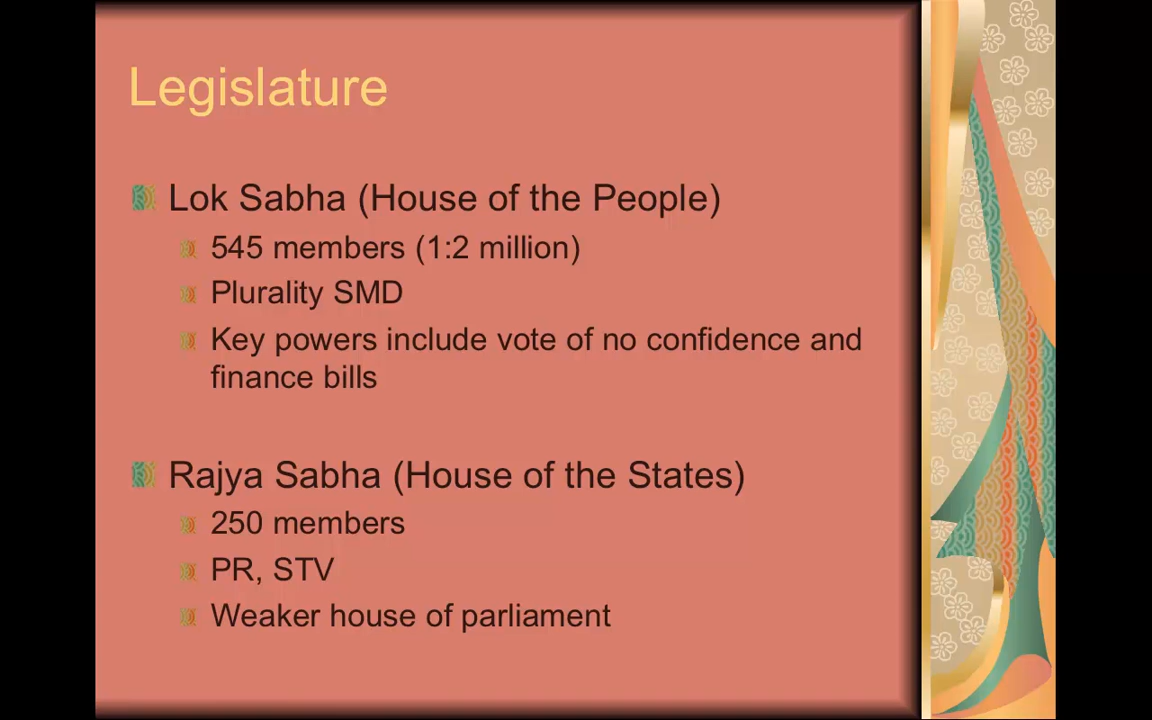 Legislature
Lok Sabha (House of the People)
545 members (1:2 million)
Plurality SMD
Key powers include vote of no confidence and
finance bills
Rajya Sabha (House of the States)
250 members
PR, STV
Weaker house of parliament